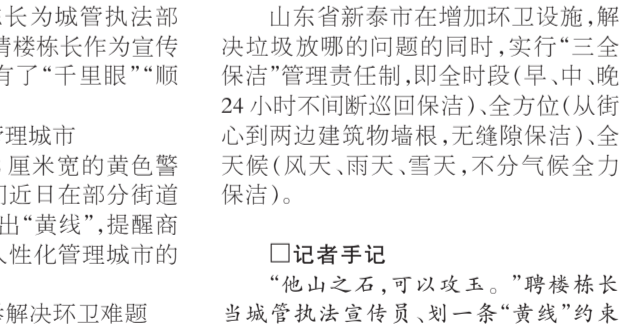 长为城管执法部
情楼栋长作为宣传
有了“千里眼”“顺
管理城市
厘米宽的黄色警
们近日在部分街道
出“黄线”,提醒商
人性化管理城市的
解决环卫难题
山东省新泰市在增加环卫设施,解
决垃圾放哪的问题的同时,实行“三全
保洁”管理责任制,即全时段(早、中、晚
24小时不间断巡回保洁)、全方位(从街
心到两边建筑物墙根,无缝隙保洁)、全
天候(风天、雨天、雪天,不分气候全力
保洁)。
□记者手记
“他山之石,可以攻玉。”聘楼栋长
当城管执法宣传员、划一条“黄线”约束